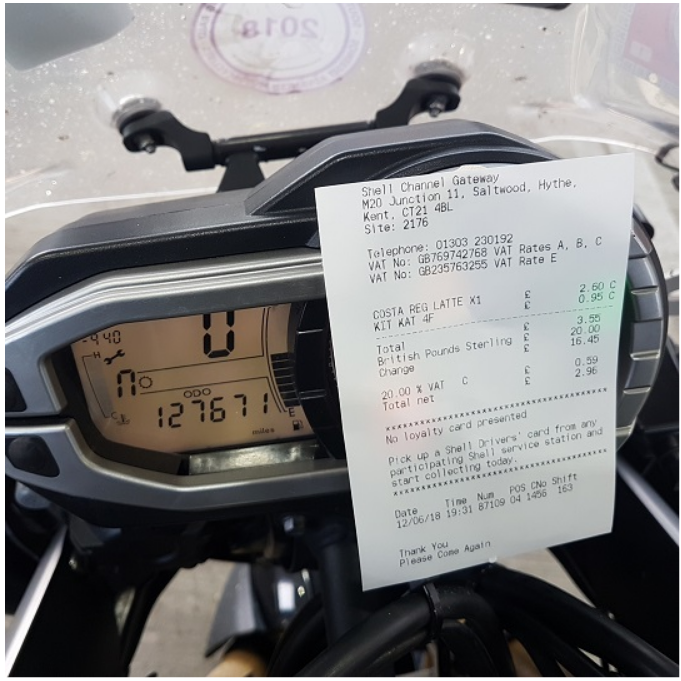 2018
Shell Channel Gateway
M20 Junction 11, Saltwood, Hythe,
Kent, CT21 4BL
Site: 2176
Telephone: 01303 230192
VAT No: GB769742768 VAT Rates A, B, C
VAT No: GB235763255 VAT Rate E
COSTA REG LATTE X1 £ 2.60 C
KIT KAT 4F £ 0.95 C
Total £ 3.55
British Pounds Sterling £ 20.00
Change £ 16.45
20.00 % VAT C £ 0.59
Total net £ 2.96
No loyalty card presented
Pick up a Shell Drivers' card from any
participating Shell service station and
start collecting today.
Date Time Num POS CNo Shift
12/06/18 19:31 87109 04 1456 163
Thank You
Please Come Again
-940
H
0
n
ODO
127671
C
E
miles